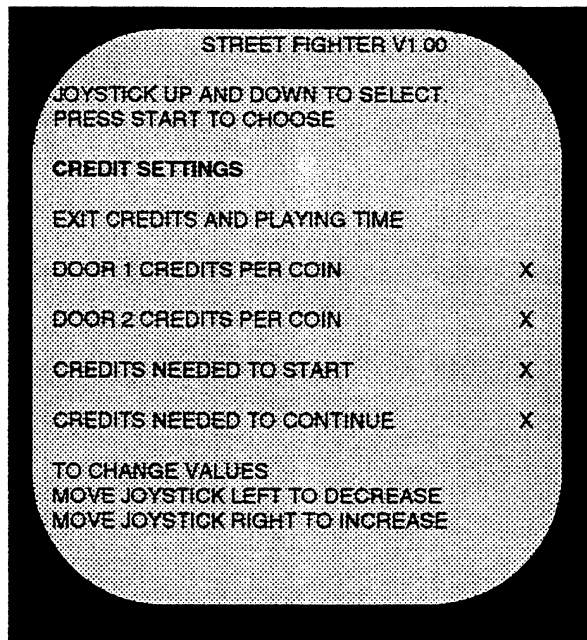 STREET FIGHTER V1.00
JOYSTICK UP AND DOWN TO SELECT.
PRESS START TO CHOOSE
CREDIT SETTINGS
EXIT CREDITS AND PLAYING TIME
DOOR 1 CREDITS PER COIN X
DOOR 2 CREDITS PER COIN X
CREDITS NEEDED TO START X
CREDITS NEEDED TO CONTINUE X
TO CHANGE VALUES
MOVE JOYSTICK LEFT TO DECREASE
MOVE JOYSTICK RIGHT TO INCREASE